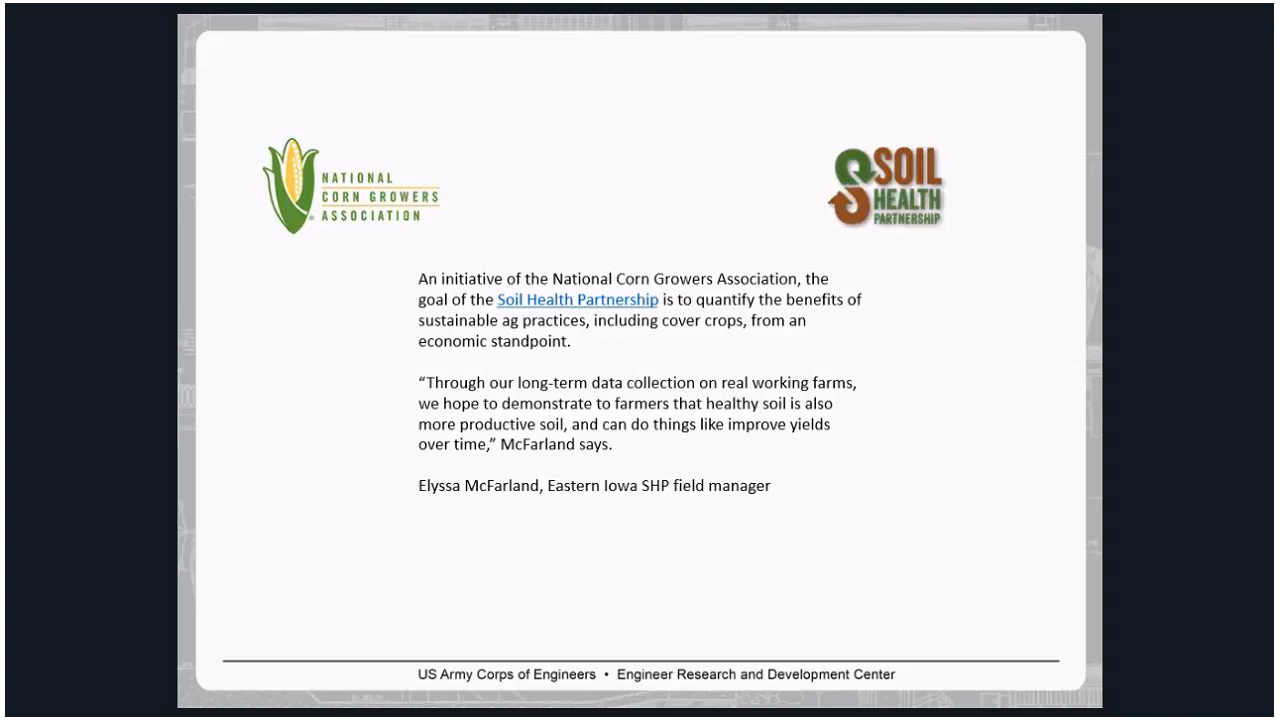 NATIONAL
CORN GROWERS
ASSOCIATION
SOIL
HEALTH
PARTNERSHIP
An initiative of the National Corn Growers Association, the
goal of the Soil Health Partnership is to quantify the benefits of
sustainable ag practices, including cover crops, from an
economic standpoint.
“Through our long-term data collection on real working farms,
we hope to demonstrate to farmers that healthy soil is also
more productive soil, and can do things like improve yields
over time,” McFarland says.
Elyssa McFarland, Eastern Iowa SHP field manager
US Army Corps of Engineers • Engineer Research and Development Center